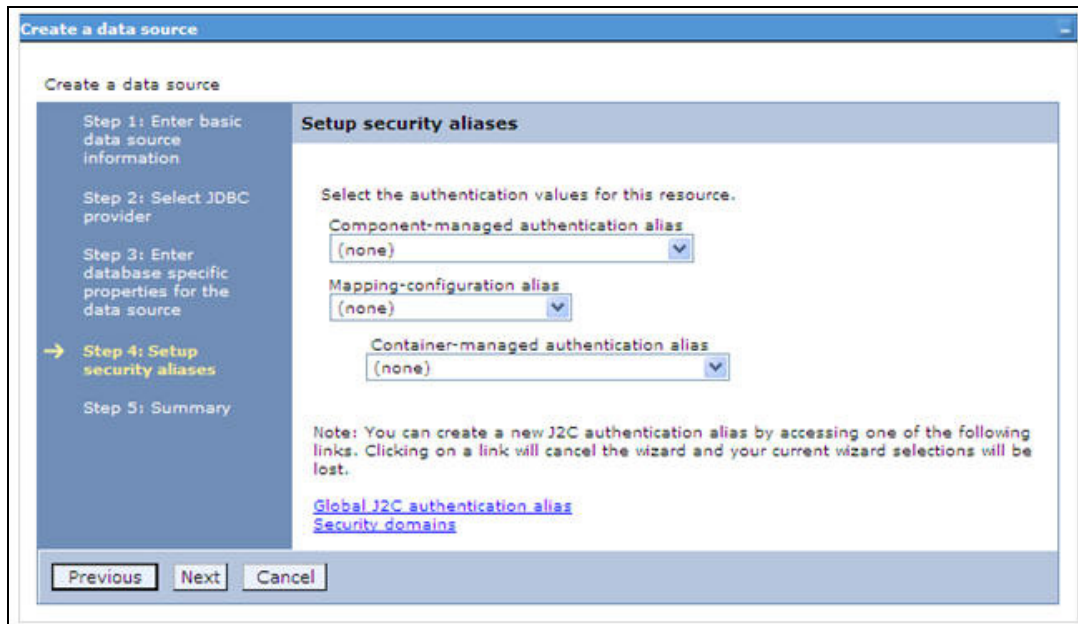 Create a data source
Create a data source
Step 1: Enter basic
data source
information
Step 2: Select JDBC
provider
Step 3: Enter
database specific
properties for the
data source
Step 4: Setup
security aliases
Step 5: Summary
Setup security aliases
Select the authentication values for this resource.
Component-managed authentication alias
(none)
Mapping-configuration alias
(none)
Container-managed authentication alias
(none)
Note: You can create a new J2C authentication alias by accessing one of the following
links. Clicking on a link will cancel the wizard and your current wizard selections will be
lost.
Global J2C authentication alias
Security domains
Previous Next Cancel